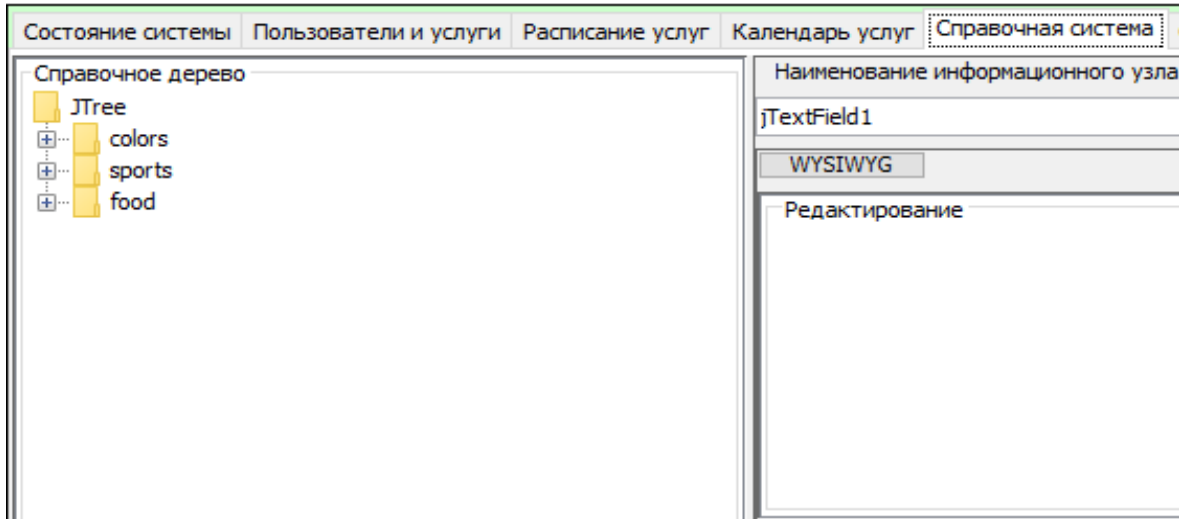 Состояние системы Пользователи и услуги Расписание услуг Календарь услуг Справочная система
Справочное дерево
JTree
colors
sports
food
Наименование информационного узла
jTextField1
WYSIWYG
Редактирование